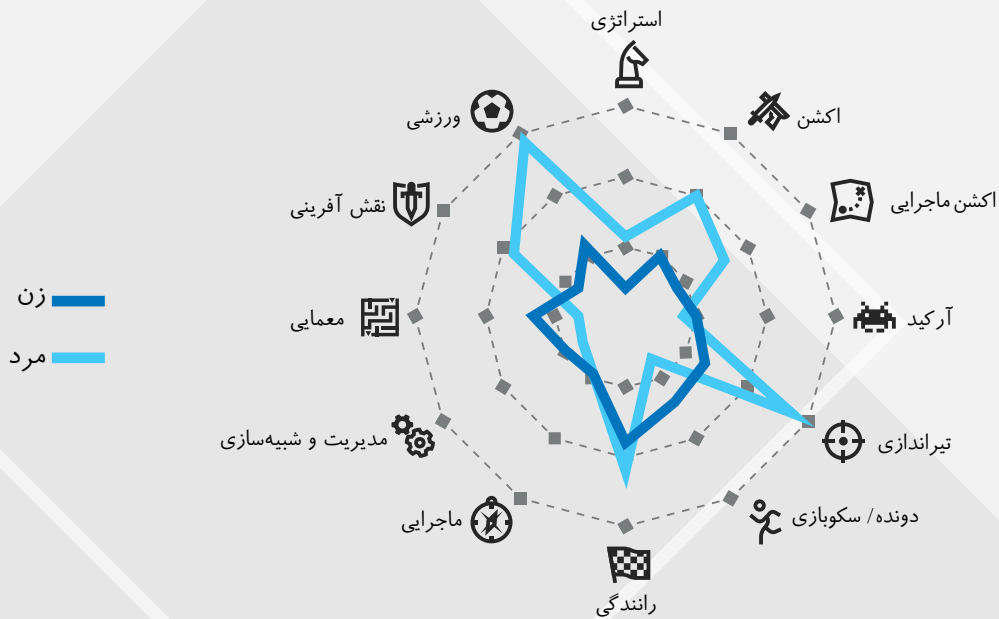 استراتژی
اکشن
اکشن ماجرایی
آرکید
تیراندازی
دونده/ سکوبازی
رانندگی
ماجرایی
مدیریت و شبیه‌سازی
معمایی
نقش آفرینی
ورزشی
زن
مرد